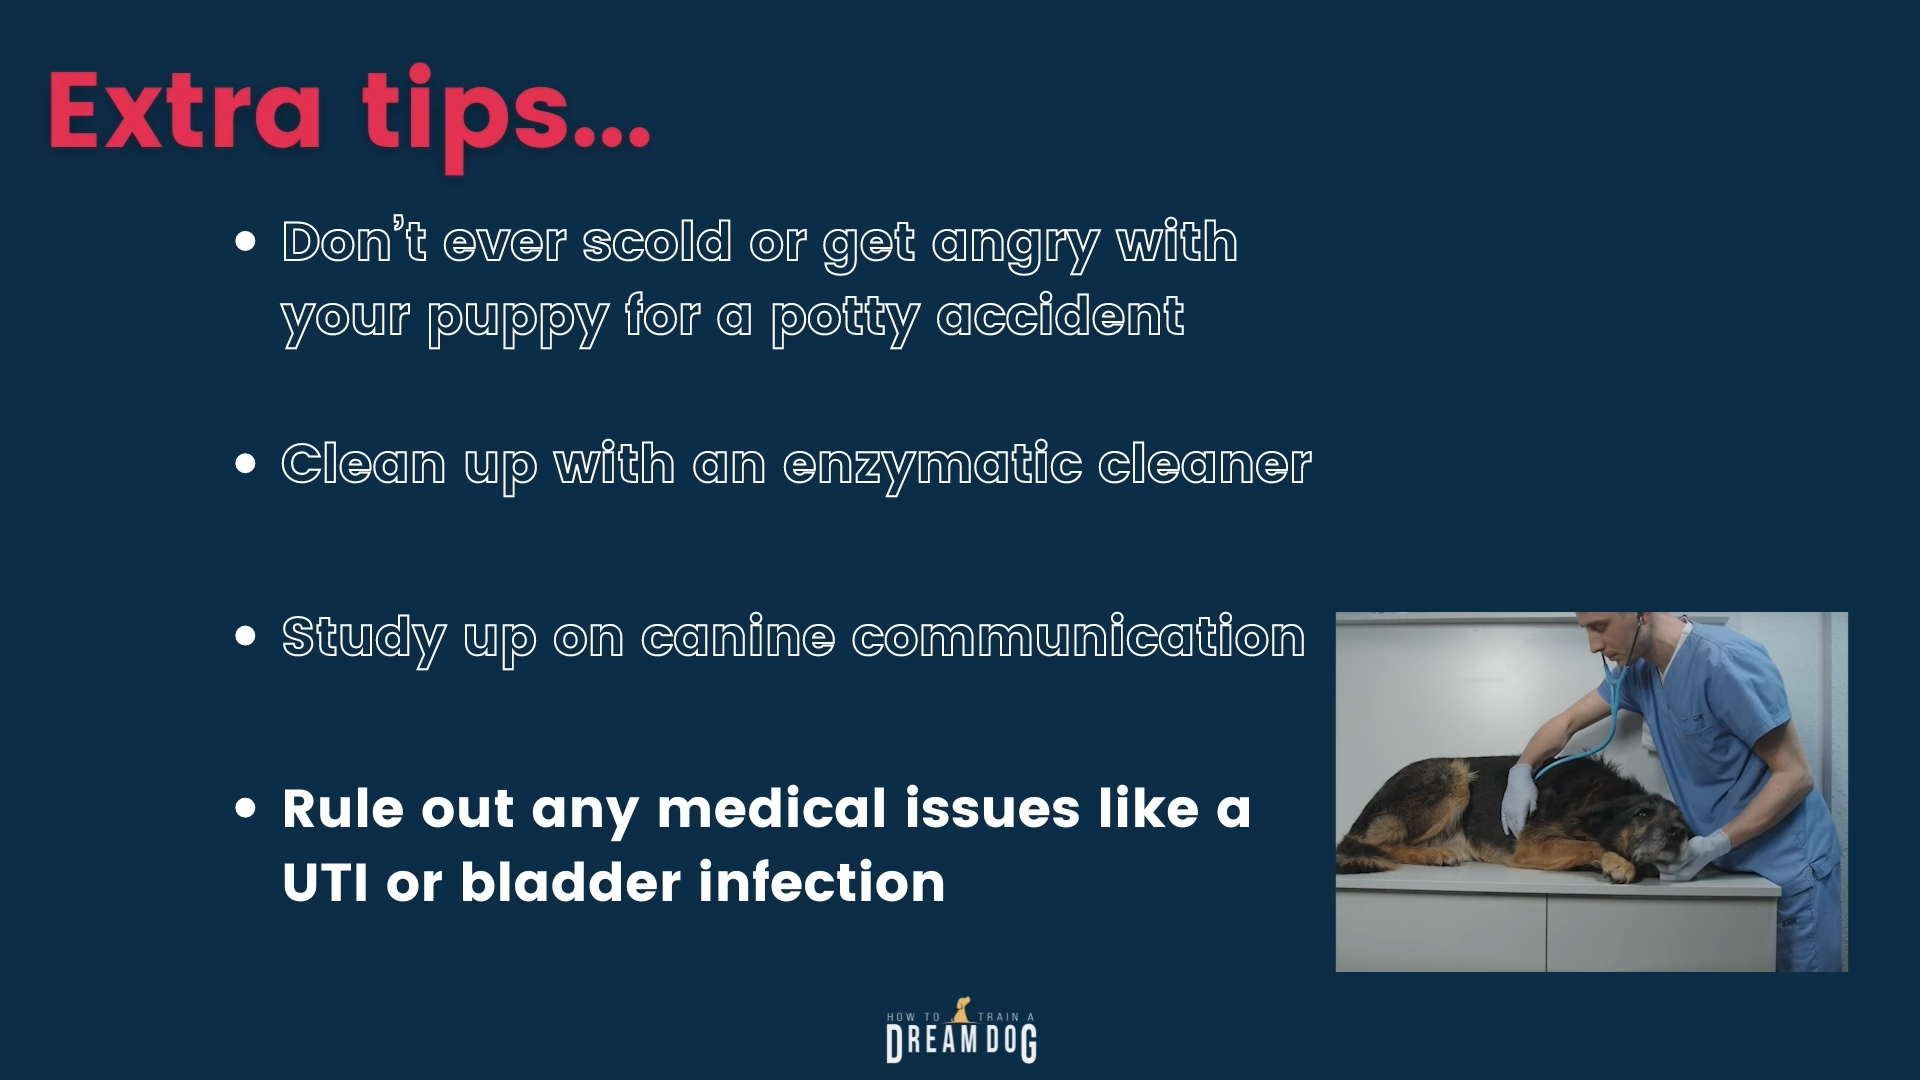 Extra tips...
Don’t ever scold or get angry with
your puppy for a potty accident
Clean up with an enzymatic cleaner
Study up on canine communication
Rule out any medical issues like a
UTI or bladder infection
HOW TO TRAIN A
DREAM DOG